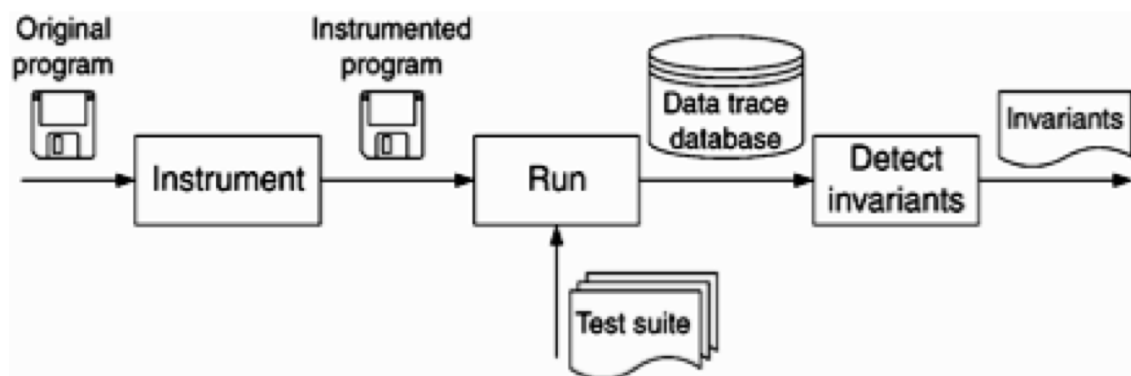 Original
program
Instrumented
program
Data trace
database
Invariants
Instrument
Run
Detect
invariants
Test suite